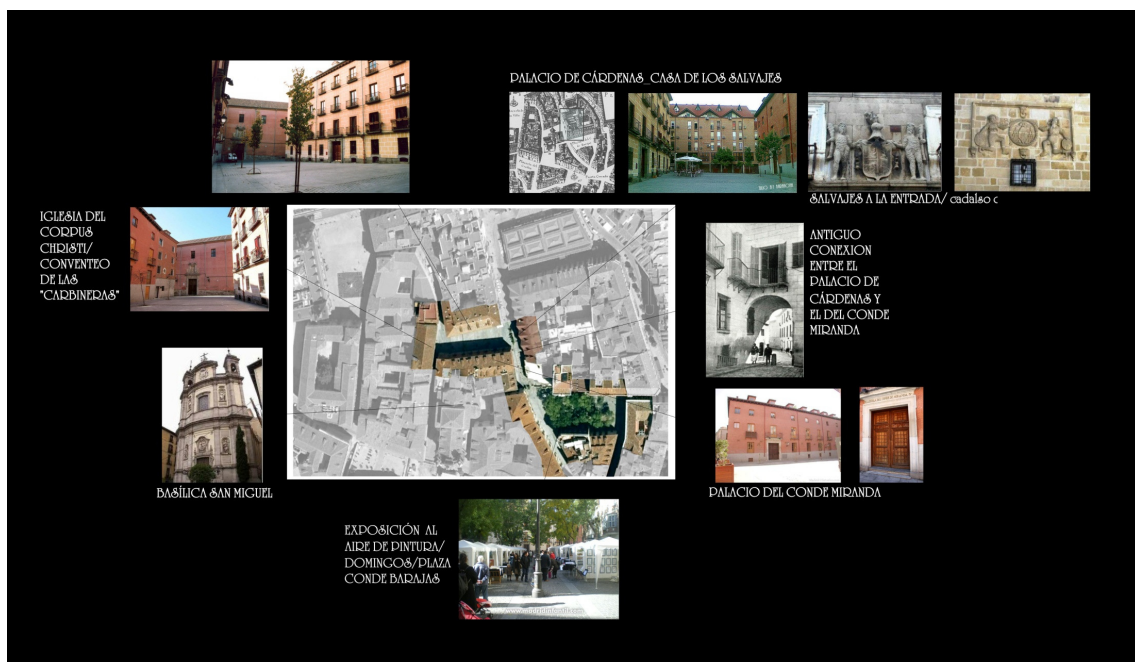 PALACIO DE CÁRDENAS_CASA DE LOS SALVAJES
SALVAJES A LA ENTRADA/ cadalso c
IGLESIA DEL
CORPUS
CHRISTI/
CONVENTEO
DE LAS
"CARBINERAS"
ANTIGUO
CONEXION
ENTRE EL
PALACIO DE
CÁRDENAS Y
EL DEL CONDE
MIRANDA
BASÍLICA SAN MIGUEL
PALACIO DEL CONDE MIRANDA
EXPOSICIÓN AL
AIRE DE PINTURA/
DOMINGOS/PLAZA
CONDE BARAJAS